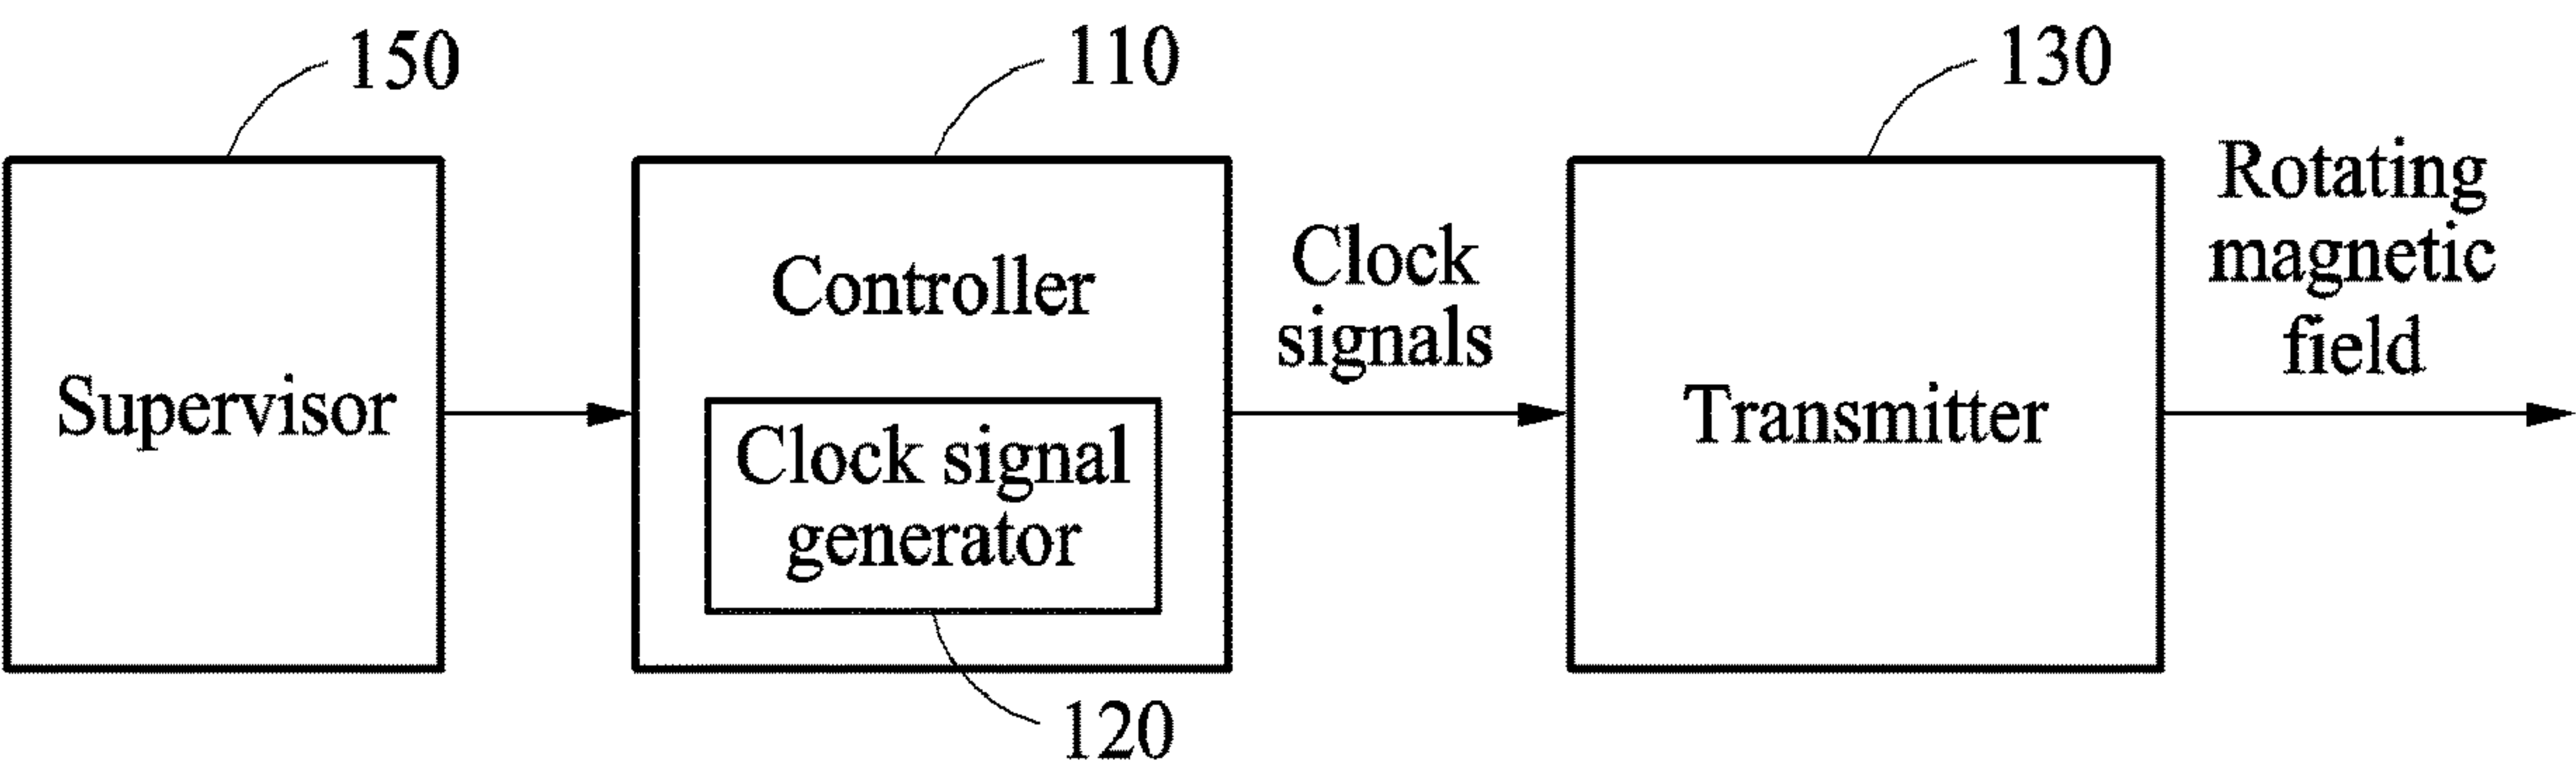 150
110
130
Supervisor
Controller
Clock signal
generator
120
Clock
signals
Transmitter
Rotating
magnetic
field